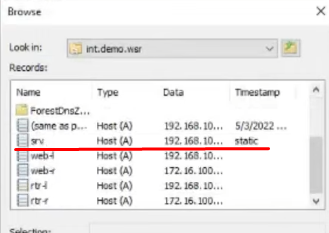 Browse
Look in:
int.demo.wsr
Records:
Name Type Data Timestamp
ForestDnsZ...
(same as p... Host (A) 192.168.10... 5/3/2022 ...
srv Host (A) 192.168.10... static
web-l Host (A) 192.168.10...
web-r Host (A) 172.16.100...
rtr-l Host (A) 192.168.10...
rtr-r Host (A) 172.16.100...
Selection: